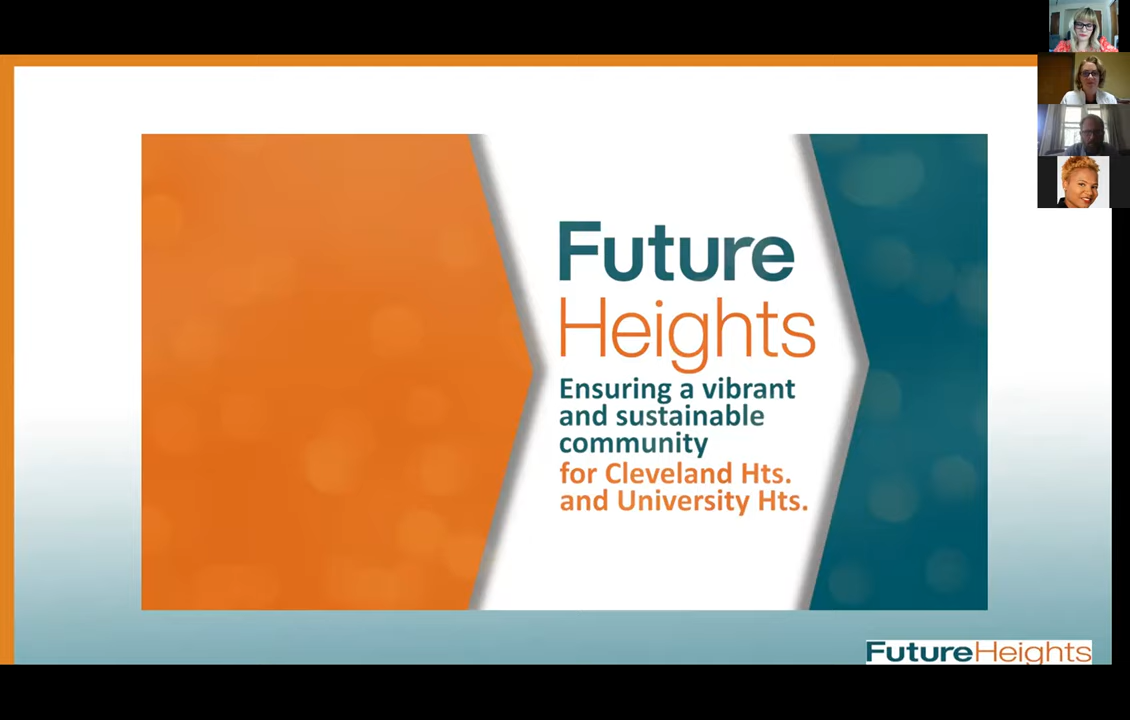 Future
Heights
Ensuring a vibrant
and sustainable
community
for Cleveland Hts.
and University Hts.
FutureHeights